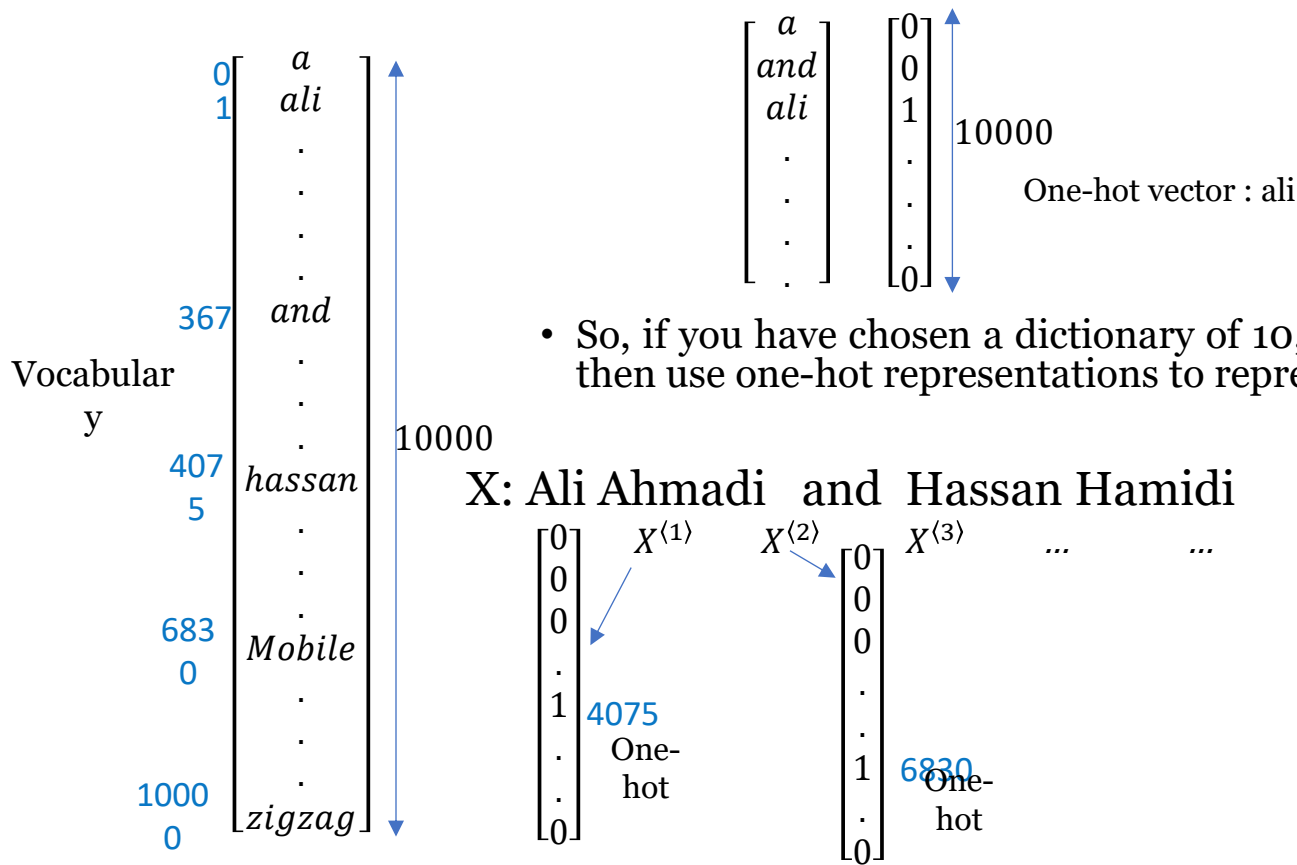 Vocabular
y
0
1
367
407
5
683
0
1000
0
a
ali
.
.
.
.
and
.
.
.
hassan
.
.
.
Mobile
.
.
.
zigzag
10000
a
and
ali
.
.
.
.
0
0
1
.
.
.
0
10000
One-hot vector : ali
• So, if you have chosen a dictionary of 10,
then use one-hot representations to repre
X: Ali Ahmadi and Hassan Hamidi
X⟨1⟩ X⟨2⟩ X⟨3⟩ ... ...
0
0
0
.
1
.
.
0
4075
One-
hot
0
0
0
.
.
1
.
0
6830
One-
hot